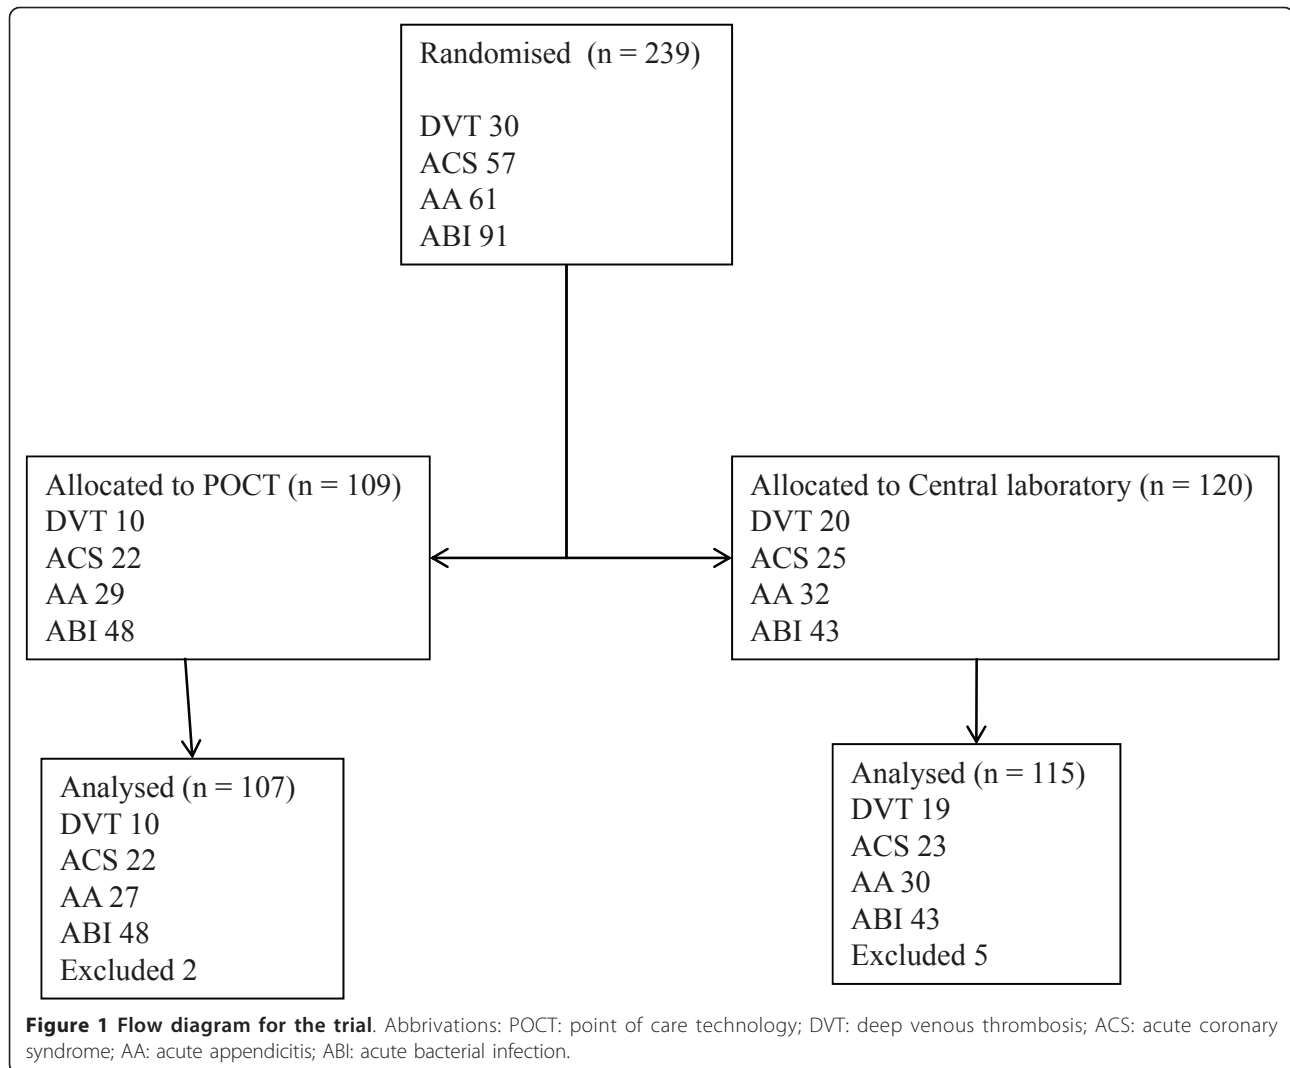 Randomised (n = 239)
DVT 30
ACS 57
AA 61
ABI 91
Allocated to POCT (n = 109)
DVT 10
ACS 22
AA 29
ABI 48
Allocated to Central laboratory (n = 120)
DVT 20
ACS 25
AA 32
ABI 43
Analysed (n = 107)
DVT 10
ACS 22
AA 27
ABI 48
Excluded 2
Analysed (n = 115)
DVT 19
ACS 23
AA 30
ABI 43
Excluded 5
Figure 1 Flow diagram for the trial. Abbrivations: POCT: point of care technology; DVT: deep venous thrombosis; ACS: acute coronary
syndrome; AA: acute appendicitis; ABI: acute bacterial infection.